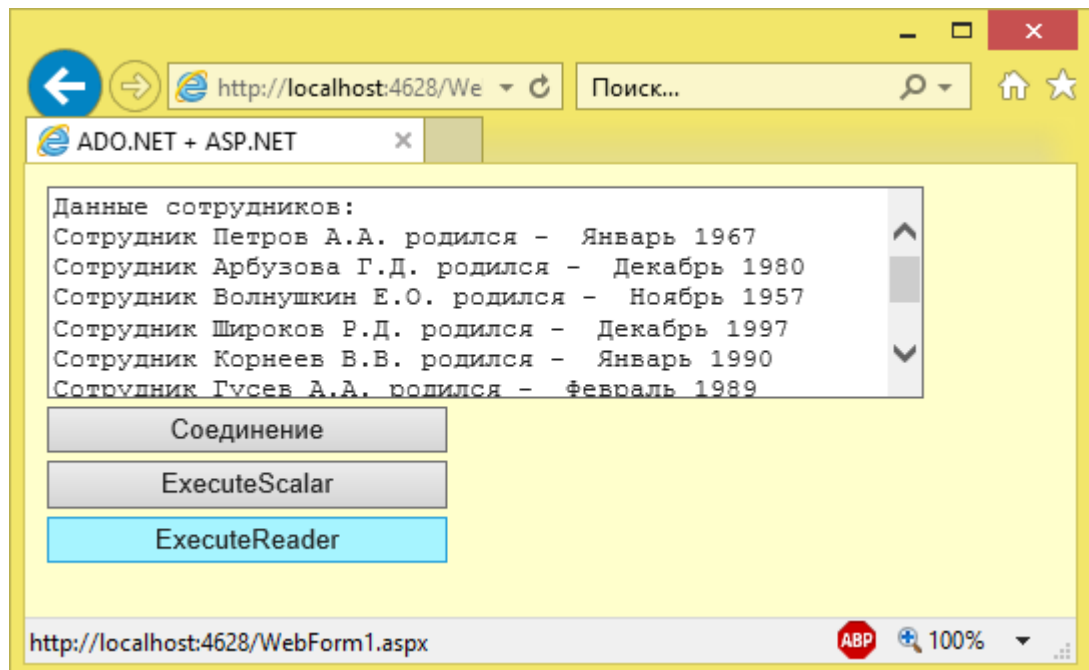 http://localhost:4628/We
Поиск...
ADO.NET + ASP.NET
Данные сотрудников:
Сотрудник Петров А.А. родился -  Январь 1967
Сотрудник Арбузова Г.Д. родился -  Декабрь 1980
Сотрудник Волнушкин Е.О. родился -  Ноябрь 1957
Сотрудник Широков Р.Д. родился -  Декабрь 1997
Сотрудник Корнеев В.В. родился -  Январь 1990
Сотрудник Гусев А.А. родился -  Февраль 1989
Соединение
ExecuteScalar
ExecuteReader
http://localhost:4628/WebForm1.aspx
ABP
100%